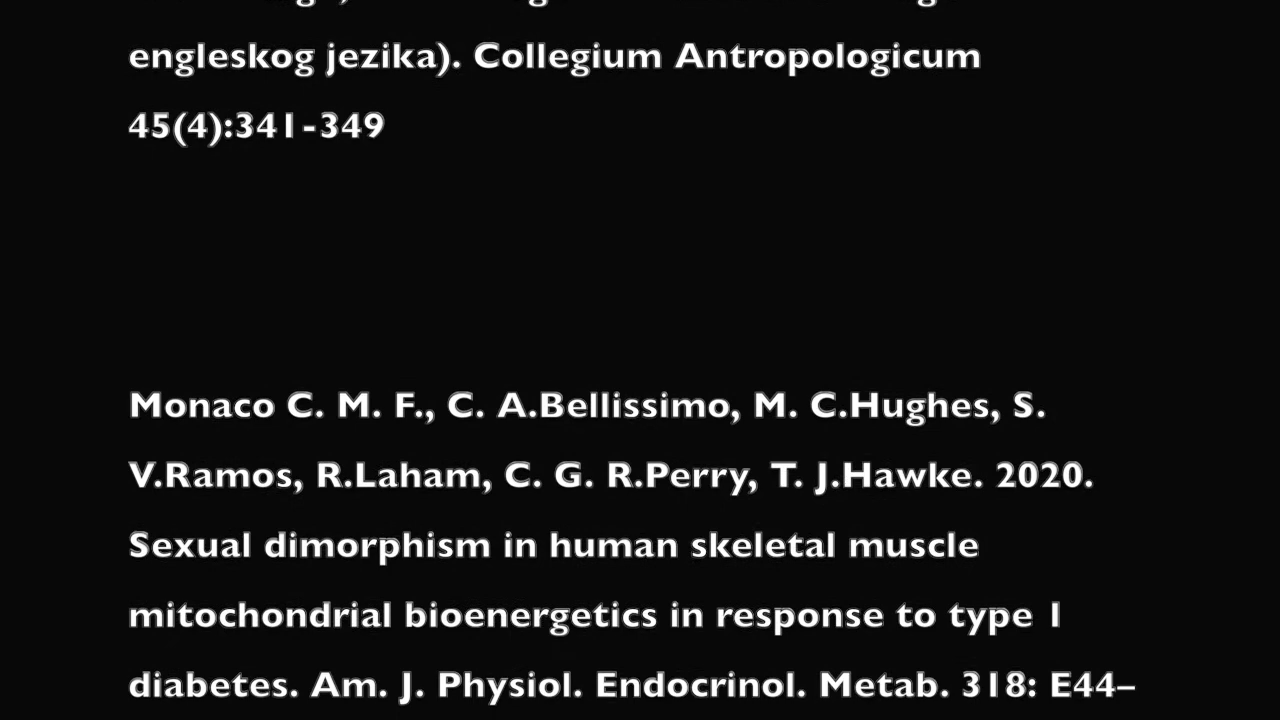 engleskog jezika). Collegium Antropologicum
45(4):341-349
Monaco C. M. F., C. A.Bellissimo, M. C.Hughes, S.
V.Ramos, R.Laham, C. G. R.Perry, T. J.Hawke. 2020.
Sexual dimorphism in human skeletal muscle
mitochondrial bioenergetics in response to type 1
diabetes. Am. J. Physiol. Endocrinol. Metab. 318: E44–